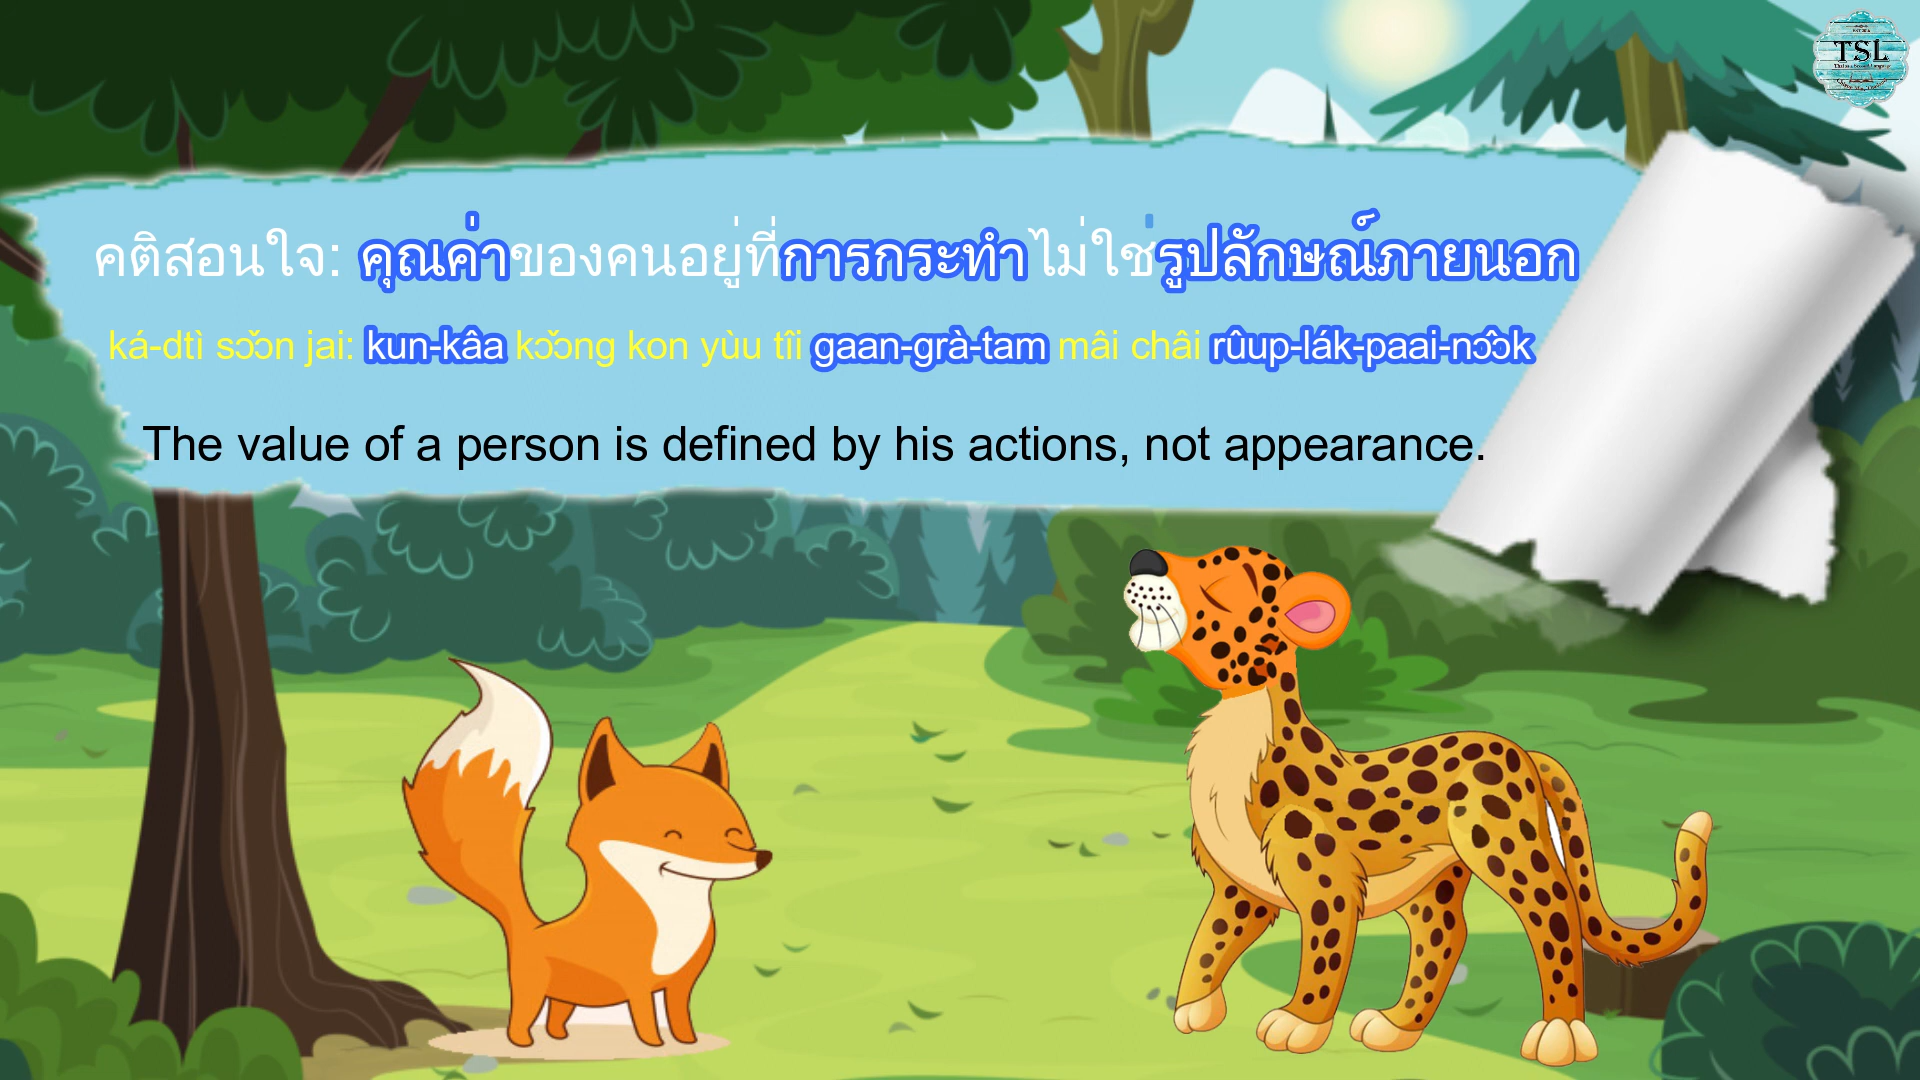 คติสอนใจ: คุณค่าของคนอยู่ที่การกระทำไม่ใช่รูปลักษณ์ภายนอก
ká-dtì sɔ̌ɔn jai: kun-kâa kɔ̌ɔng kon yùu tîi gaan-grà-tam mâi châi rûup-lák-paai-nɔ̂ɔk
The value of a person is defined by his actions, not appearance.
TSL